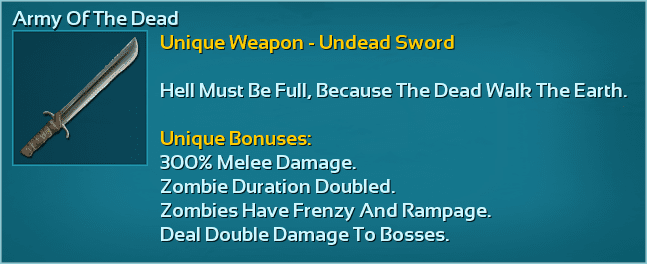 Army Of The Dead
Unique Weapon - Undead Sword
Hell Must Be Full, Because The Dead Walk The Earth.
Unique Bonuses:
300% Melee Damage.
Zombie Duration Doubled.
Zombies Have Frenzy And Rampage.
Deal Double Damage To Bosses.